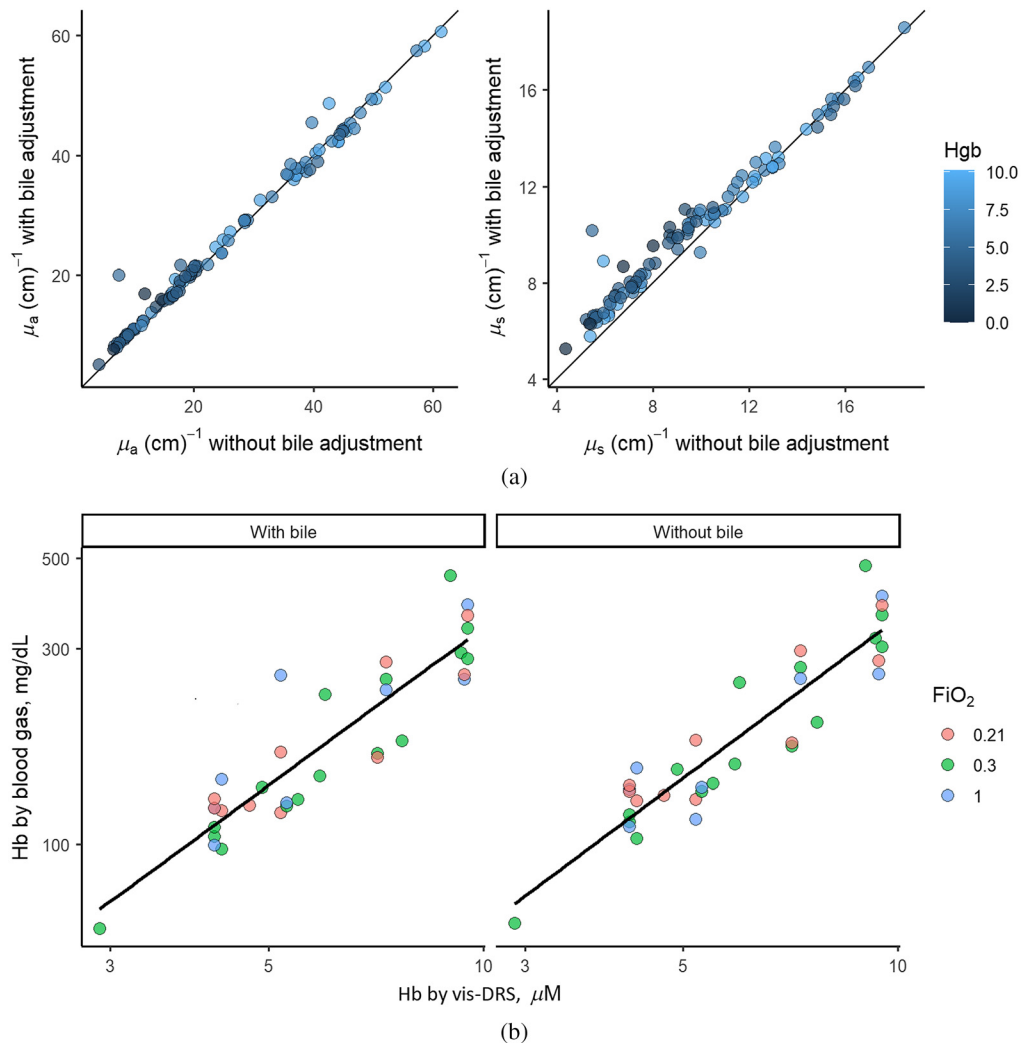 60
40
20
20
40
60
μa (cm)−1 with bile adjustment
μa (cm)−1 without bile adjustment
16
12
8
4
4
8
12
16
μs (cm)−1 with bile adjustment
μs (cm)−1 without bile adjustment
Hgb
10.0
7.5
5.0
2.5
0.0
(a)
With bile
Without bile
500
300
100
Hb by blood gas, mg/dL
3
5
10
3
5
10
Hb by vis-DRS, μM
FiO2
0.21
0.3
1
(b)